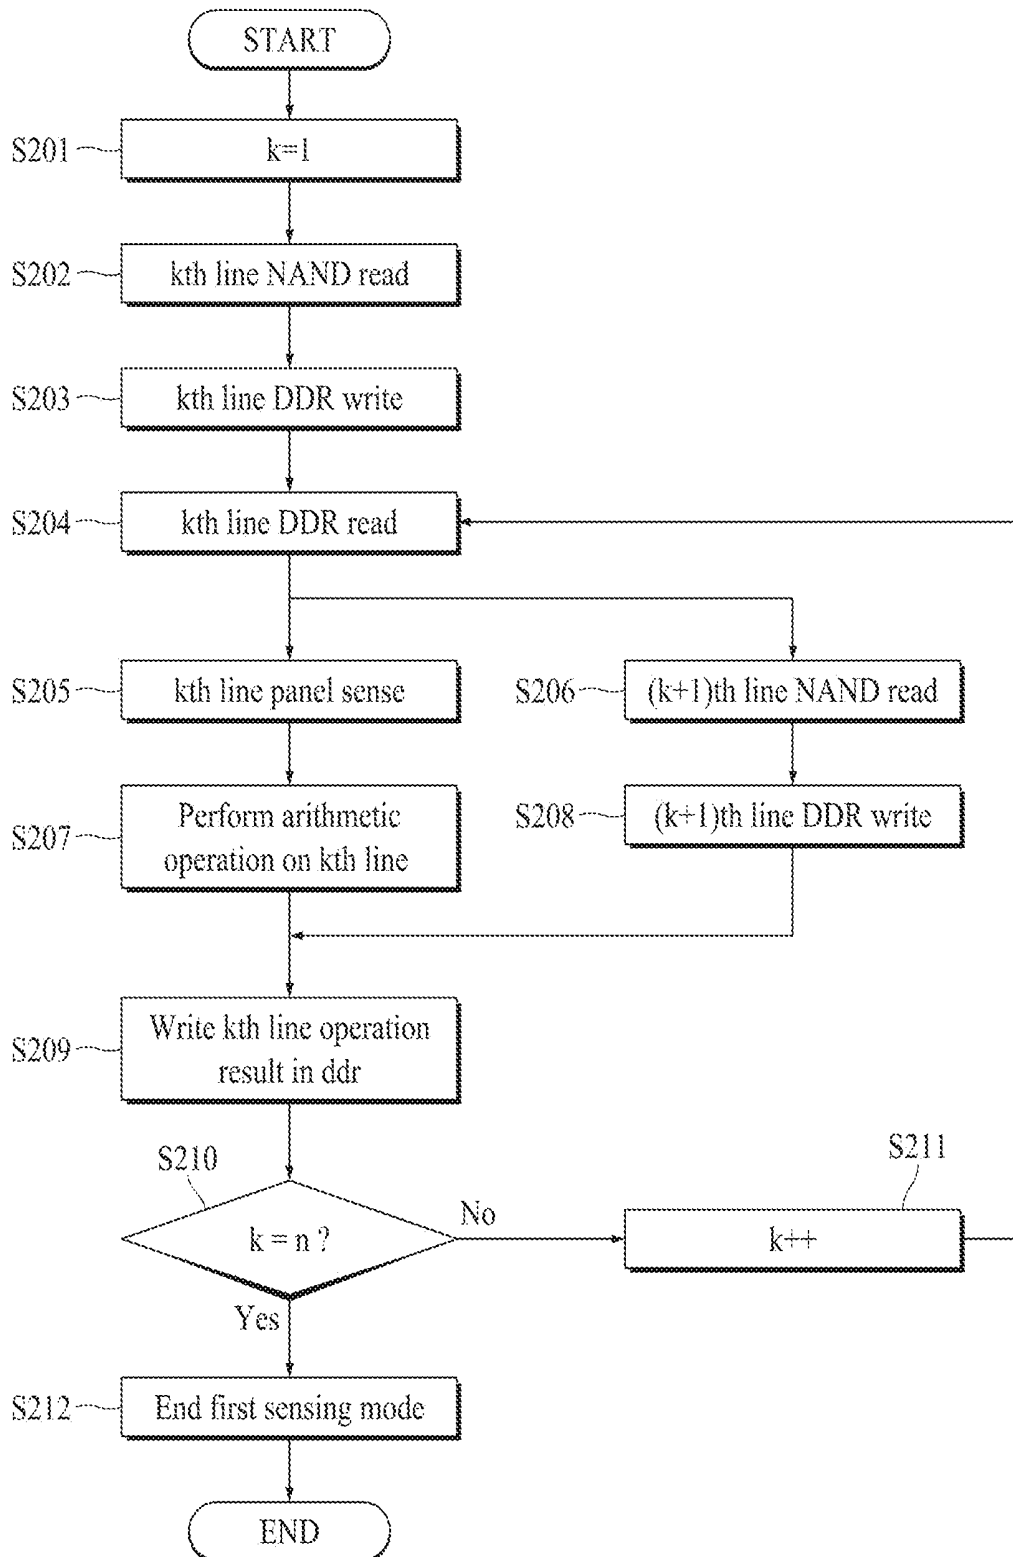 START
S201
k=1
S202
kth line NAND read
S203
kth line DDR write
S204
kth line DDR read
S205
kth line panel sense
S206
(k+1)th line NAND read
S207
Perform arithmetic
operation on kth line
S208
(k+1)th line DDR write
S209
Write kth line operation
result in ddr
S210
k = n ?
No
S211
k++
Yes
S212
End first sensing mode
END